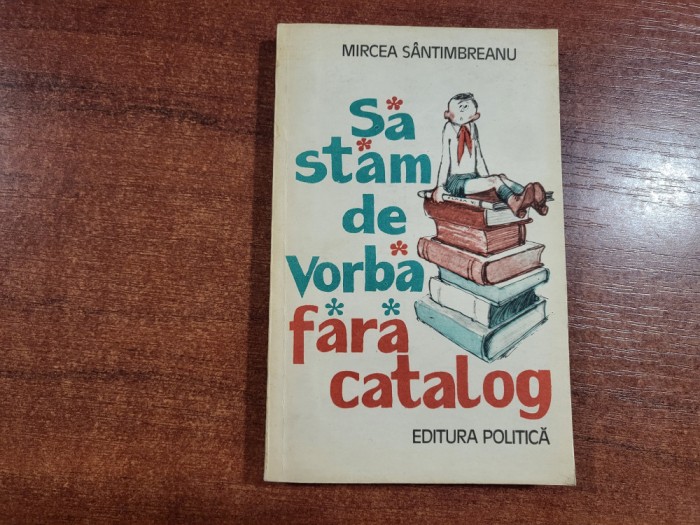 MIRCEA SÂNTIMBREANU
Să
stăm
de
vorbă
fără
catalog
EDITURA POLITICĂ